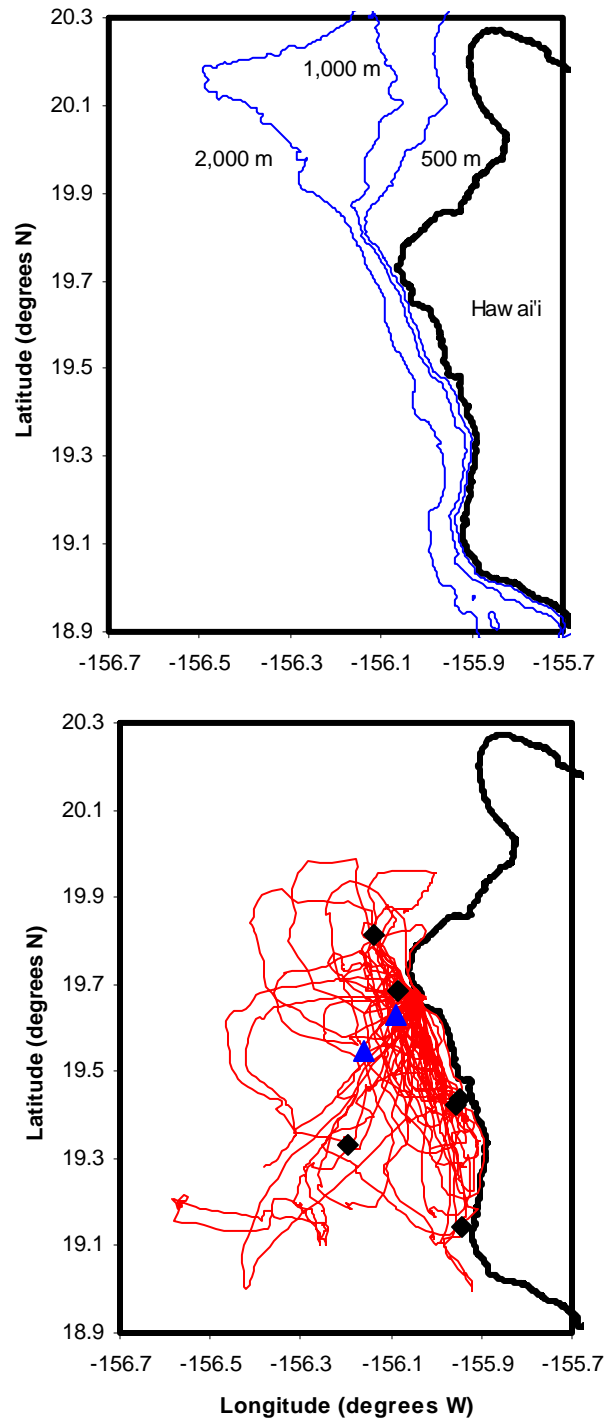 20.3
1,000 m
20.1
2,000 m
500 m
19.9
19.7
Haw ai'i
19.5
19.3
19.1
18.9
Latitude (degrees N)
-156.7 -156.5 -156.3 -156.1 -155.9 -155.7
20.3
20.1
19.9
19.7
19.5
19.3
19.1
18.9
Latitude (degrees N)
-156.7 -156.5 -156.3 -156.1 -155.9 -155.7
Longitude (degrees W)